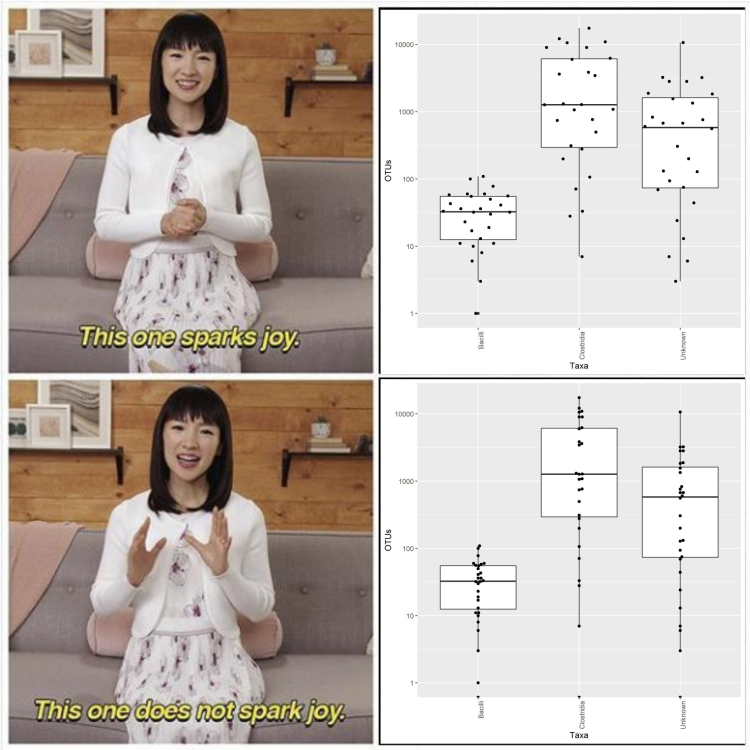 This one sparks joy.
10000
1000
100
10
1
OTUs
Bacilli
Clostridia
Unknown
Taxa
This one does not spark joy.
10000
1000
100
10
1
OTUs
Bacilli
Clostridia
Unknown
Taxa